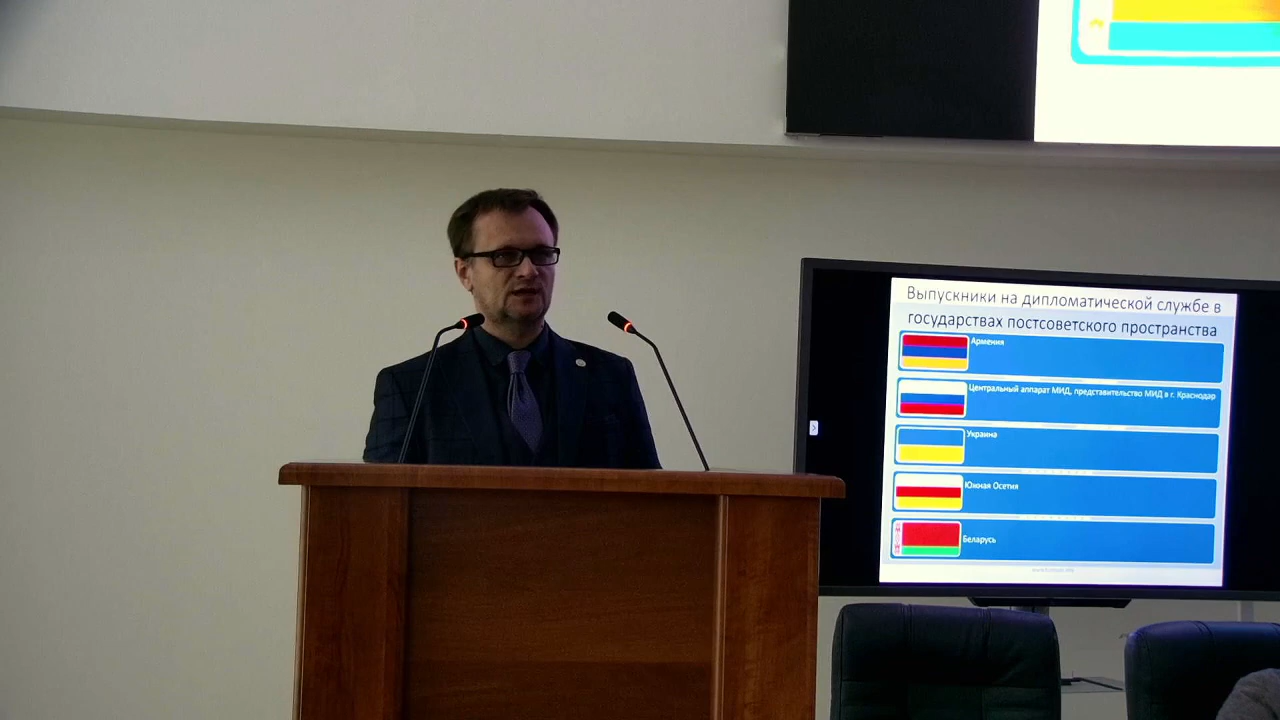 Выпускники на дипломатической службе в
государствах постсоветского пространства
Армения
Центральный аппарат МИД, представительство МИД в г. Краснодар
Украина
Южная Осетия
Беларусь